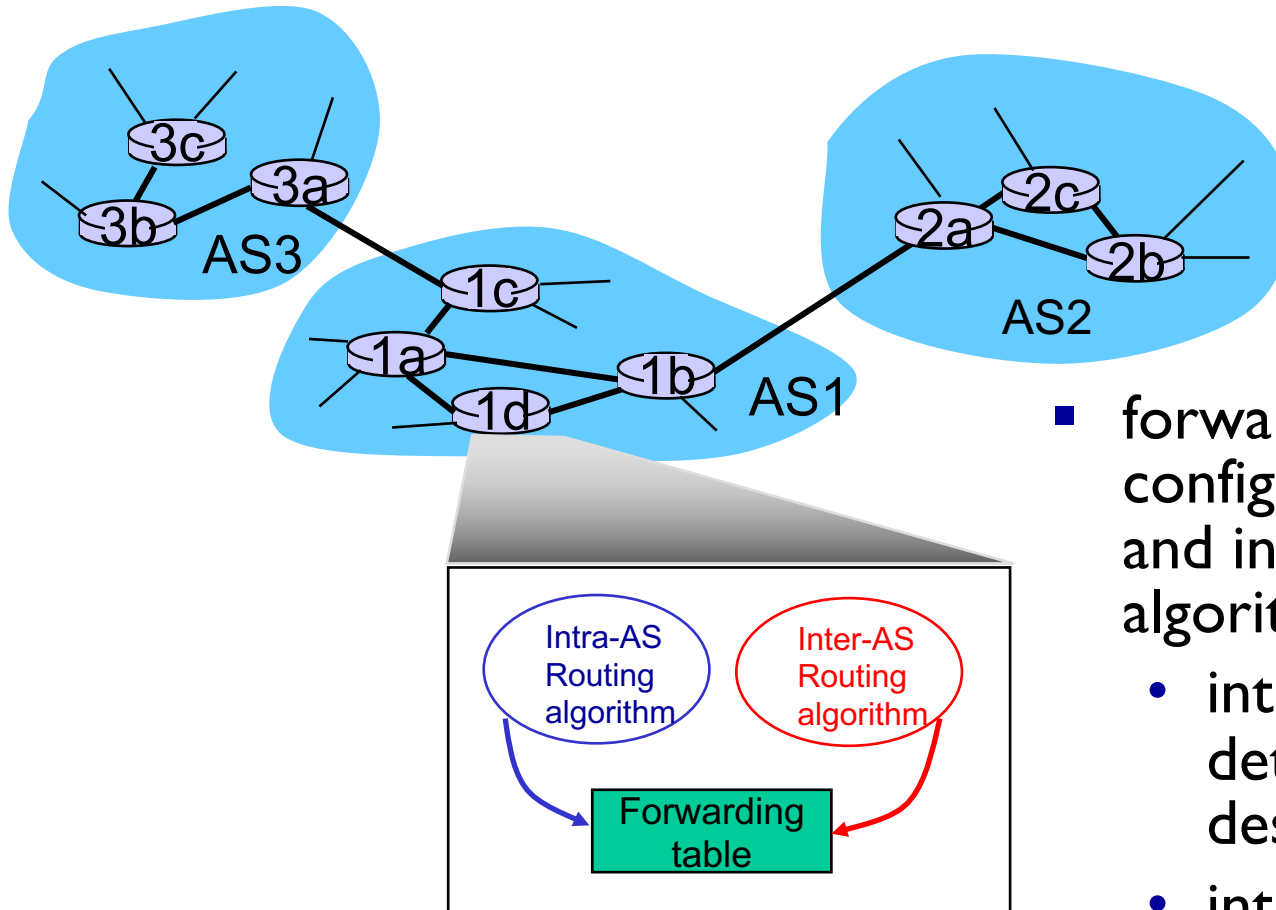 3c
3a
3b
AS3
2c
2a
2b
AS2
1c
1a
1b
1d
AS1
Intra-AS
Routing
algorithm
Inter-AS
Routing
algorithm
Forwarding
table
▪ forwa
config
and in
algorit
• int
det
des
• int